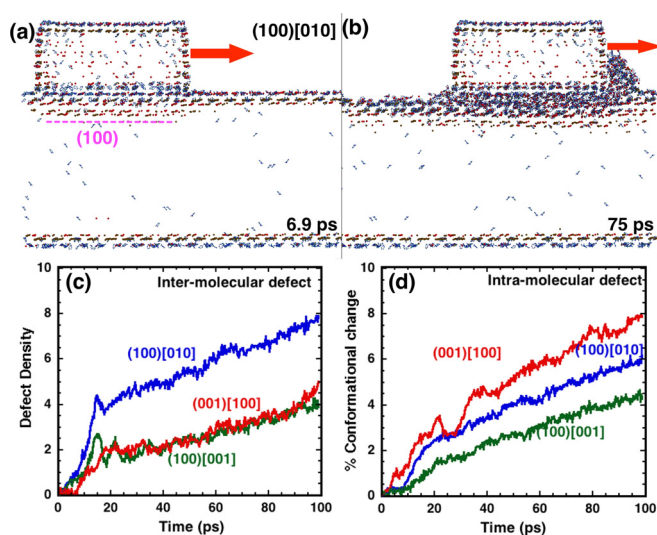 (a)
(100)[010]
(b)
(100)
6.9 ps
75 ps
(c)
Inter-molecular defect
10
8
6
4
2
0
Defect Density
(100)[010]
(001)[100]
(100)[001]
0 20 40 60 80 100
Time (ps)
(d)
Intra-molecular defect
10
8
6
4
2
0
% Conformational change
(001)[100]
(100)[010]
(100)[001]
0 20 40 60 80 100
Time (ps)